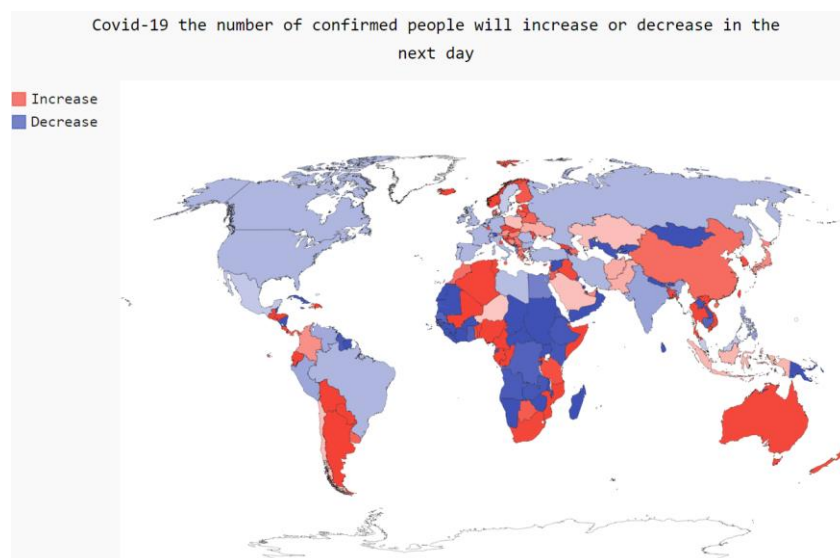 Covid-19 the number of confirmed people will increase or decrease in the
next day
Increase
Decrease